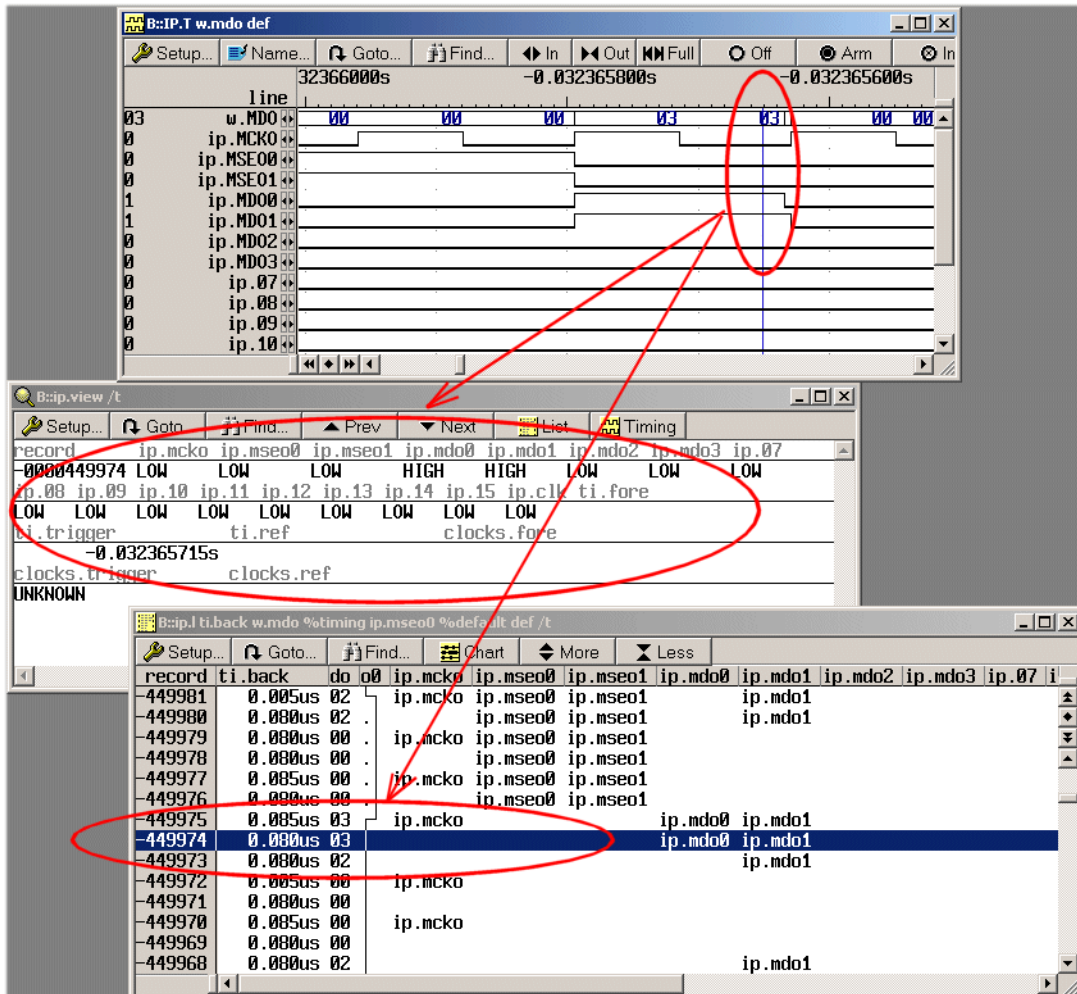 B::IP.T w.mdo def
Setup... Name... Goto... Find... In Out Full Off Arm In
32366000s -0.032365800s -0.032365600s
line
03 w.MDO 00 00 00 03 03 00 00
0 ip.MCKO
0 ip.MSEO0
0 ip.MSEO1
1 ip.MDO0
1 ip.MDO1
0 ip.MDO2
0 ip.MDO3
0 ip.07
0 ip.08
0 ip.09
0 ip.10
B::ip.view /t
Setup... Goto... Find... Prev Next List Timing
record ip.mcko ip.mseo0 ip.mseo1 ip.mdo0 ip.mdo1 ip.mdo2 ip.mdo3 ip.07
-0000449974 LOW LOW LOW HIGH HIGH LOW LOW LOW
ip.08 ip.09 ip.10 ip.11 ip.12 ip.13 ip.14 ip.15 ip.clk ti.fore
LOW LOW LOW LOW LOW LOW LOW LOW LOW
ti.trigger ti.ref clocks.fore
-0.032365715s
clocks.trigger clocks.ref
UNKNOWN
B::ip.l ti.back w.mdo %timing ip.mseo0 %default def /t
Setup... Goto... Find... Chart More Less
record ti.back do o0 ip.mcko ip.mseo0 ip.mseo1 ip.mdo0 ip.mdo1 ip.mdo2 ip.mdo3 ip.07 i
-449981 0.005us 02 ip.mcko ip.mseo0 ip.mseo1 ip.mdo1
-449980 0.080us 02 . ip.mseo0 ip.mseo1 ip.mdo1
-449979 0.080us 00 . ip.mcko ip.mseo0 ip.mseo1
-449978 0.080us 00 . ip.mseo0 ip.mseo1
-449977 0.085us 00 . ip.mcko ip.mseo0 ip.mseo1
-449976 0.080us 00 . ip.mseo0 ip.mseo1
-449975 0.085us 03 ip.mcko ip.mdo0 ip.mdo1
-449974 0.080us 03 ip.mdo0 ip.mdo1
-449973 0.080us 02 ip.mdo1
-449972 0.005us 00 ip.mcko
-449971 0.080us 00
-449970 0.085us 00 ip.mcko
-449969 0.080us 00
-449968 0.080us 02 ip.mdo1